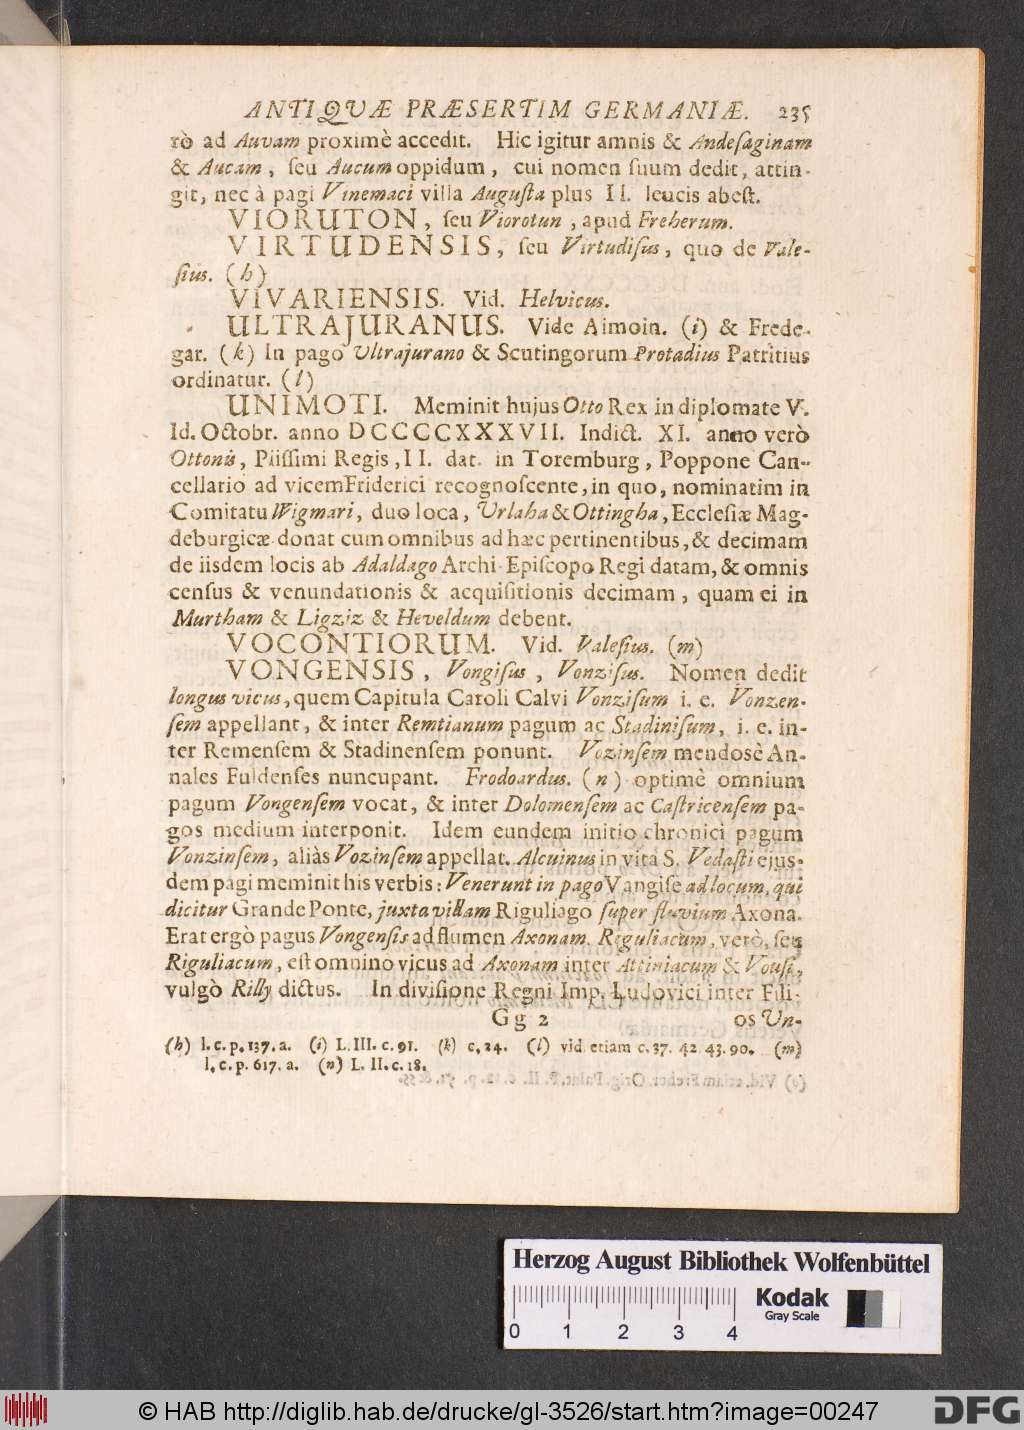 ANTIQUÆ PRÆSERTIM GERMANIÆ. 235
rò ad Auvam proximè accedit. Hic igitur amnis & Andeſaginam
& Aucam, ſeu Aucum oppidum, cui nomen ſuum dedit, attin-
git, nec à pagi Vinemaci villa Auguſta plus II. leucis abeſt.
VIORUTON, ſeu Viorotun, apud Freherum.
VIRTUDENSIS, ſeu Virtudiſus, quo de Vale-
ſius. (h)
VIVARIENSIS. Vid. Helvicus.
ULTRAJURANUS. Vide Aimoin. (i) & Frede-
gar. (k) In pago Ultrajurano & Scutingorum Protadius Patritius
ordinatur. (l)
UNIMOTI. Meminit hujus Otto Rex in diplomate V.
Id. Octobr. anno DCCCCXXXVII. Indict. XI. anno verò
Ottonis, Piiſſimi Regis, II. dat. in Toremburg, Poppone Can-
cellario ad vicem Friderici recognoſcente, in quo, nominatim in
Comitatu Wigmari, duo loca, Urlaha & Ottingha, Eccleſiæ Mag-
deburgicæ donat cum omnibus ad hæc pertinentibus, & decimam
de iisdem locis ab Adaldago Archi-Epiſcopo Regi datam, & omnis
cenſus & venundationis & acquiſitionis decimam, quam ei in
Murtham & Ligziz & Heveldum debent.
VOCONTIORUM. Vid. Valeſius. (m)
VONGENSIS, Vongiſus, Vonziſus. Nomen dedit
longus vicus, quem Capitula Caroli Calvi Vonziſum i. e. Vonzen-
ſem appellant, & inter Remtianum pagum ac Stadiniſum, i. e. in-
ter Remenſem & Stadinenſem ponunt. Vozinſem mendosè An-
nales Fuldenſes nuncupant. Frodoardus. (n) optimè omnium
pagum Vongenſem vocat, & inter Dolomenſem ac Caſtricenſem pa-
gos medium interponit. Idem eundem initio chronici pagum
Vonzinſem, aliàs Vozinſem appellat. Alcuinus in vita S. Vedaſti ejus-
dem pagi meminit his verbis: Venerunt in pago Vangiſe ad locum, qui
dicitur Grande Ponte, juxta villam Riguliago ſuper fluvium Axona.
Erat ergò pagus Vongenſis ad flumen Axonam. Reguliacum, verò, ſeu
Riguliacum, eſt omnino vicus ad Axonam inter Attiniacum & Vouſi,
vulgò Rilly dictus. In diviſione Regni Imp. Ludovici inter Fili-
Gg 2 os Un-
(h) l. c. p. 137. a. (i) L. III. c. 91. (k) c. 24. (l) vid. etiam c. 37. 42. 43. 90. (m)
l. c. p. 617. a. (n) L. II. c. 18.
Herzog August Bibliothek Wolfenbüttel
Kodak
Gray Scale
0 1 2 3 4
© HAB http://diglib.hab.de/drucke/gl-3526/start.htm?image=00247
DFG